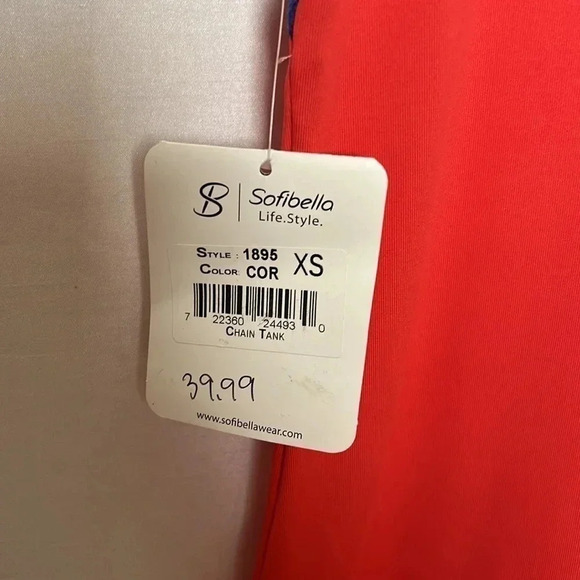 SB | Sofibella
Life.Style.
STYLE : 1895 XS
COLOR: COR
7 22360 24493 0
CHAIN TANK
39.99
www.sofibellawear.com